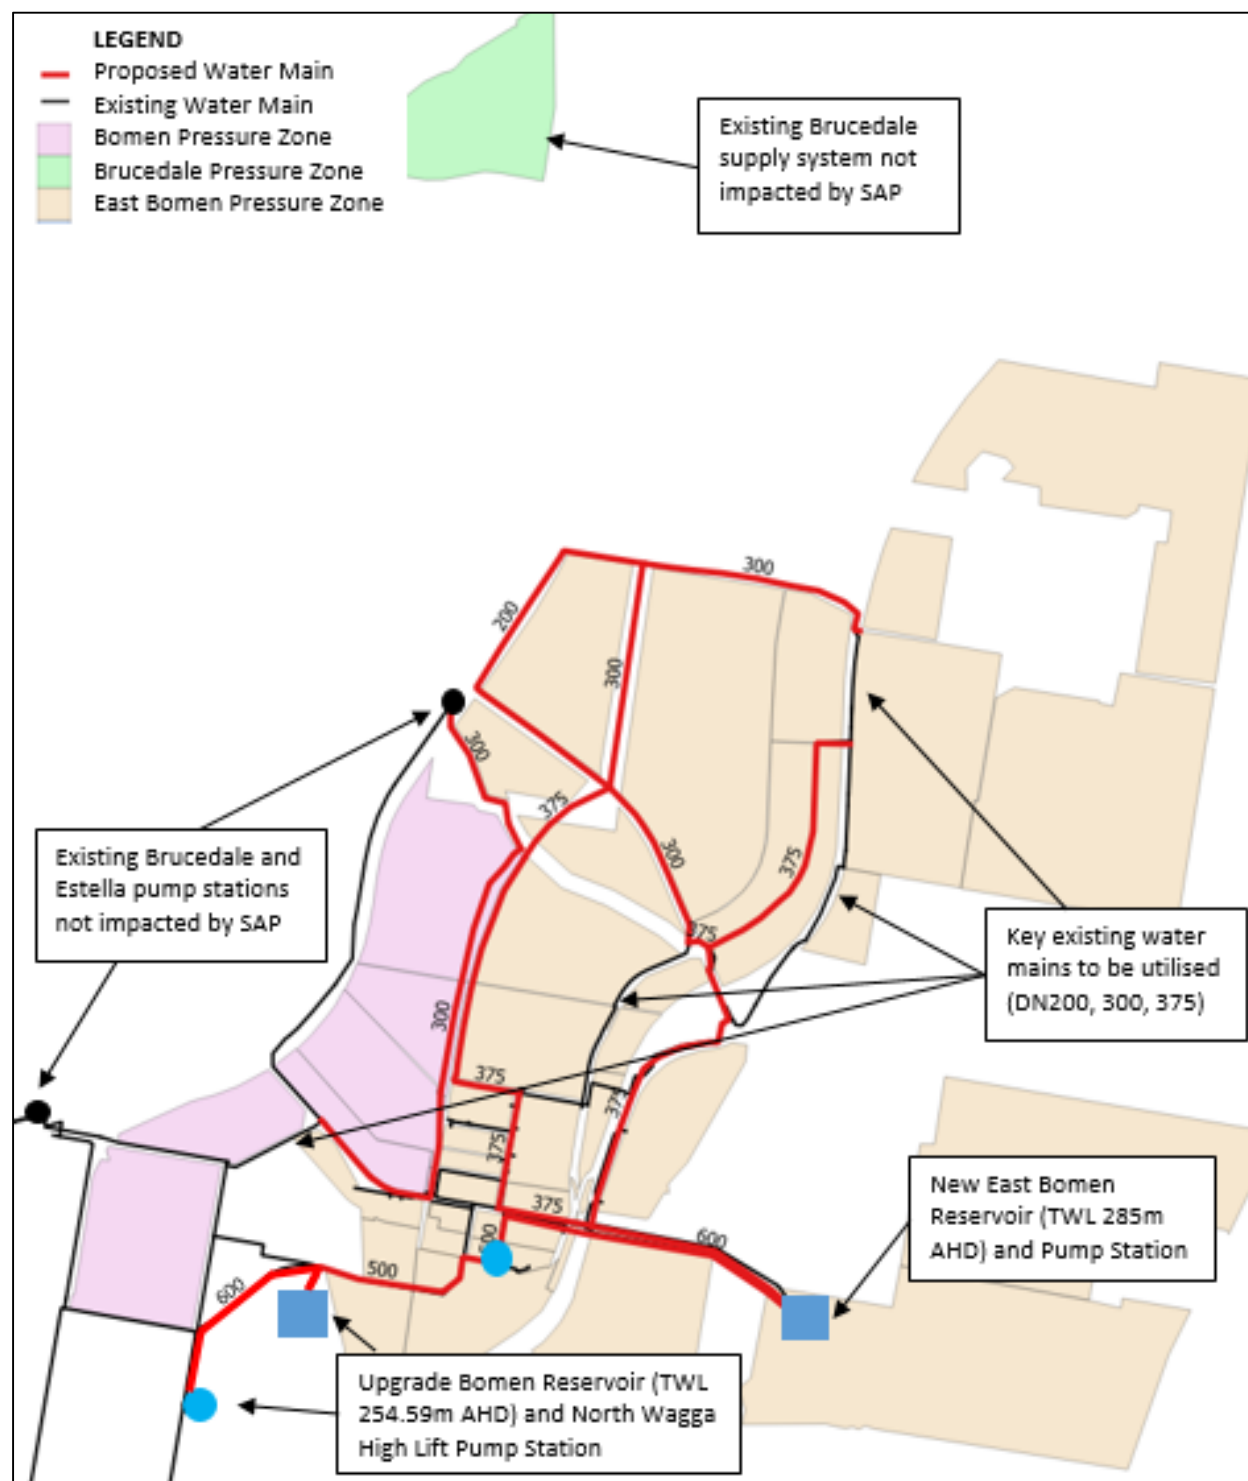 LEGEND
Proposed Water Main
Existing Water Main
Bomen Pressure Zone
Brucedale Pressure Zone
East Bomen Pressure Zone
Existing Brucedale
supply system not
impacted by SAP
300
200
300
300
375
300
375
Existing Brucedale and
Estella pump stations
not impacted by SAP
375
Key existing water
mains to be utilised
(DN200, 300, 375)
300
375
375
375
375
600
New East Bomen
Reservoir (TWL 285m
AHD) and Pump Station
500
600
Upgrade Bomen Reservoir (TWL
254.59m AHD) and North Wagga
High Lift Pump Station